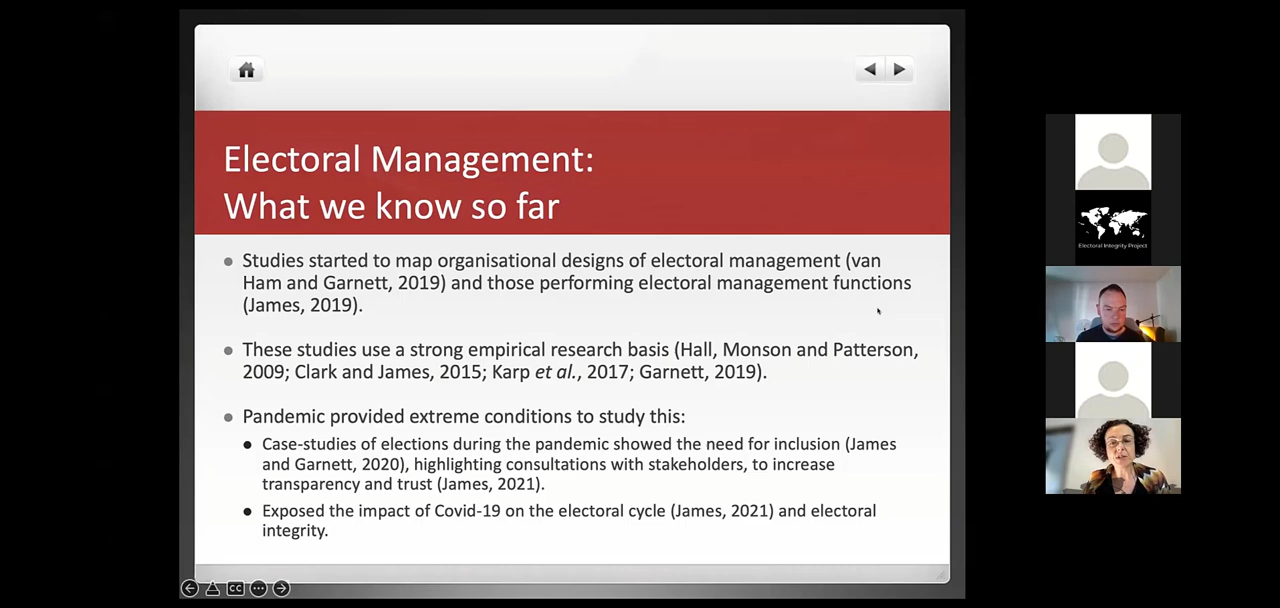 Electoral Management:
What we know so far
Studies started to map organisational designs of electoral management (van
Ham and Garnett, 2019) and those performing electoral management functions
(James, 2019).
These studies use a strong empirical research basis (Hall, Monson and Patterson,
2009; Clark and James, 2015; Karp et al., 2017; Garnett, 2019).
Pandemic provided extreme conditions to study this:
Case-studies of elections during the pandemic showed the need for inclusion (James
and Garnett, 2020), highlighting consultations with stakeholders, to increase
transparency and trust (James, 2021).
Exposed the impact of Covid-19 on the electoral cycle (James, 2021) and electoral
integrity.
CC
Electoral Integrity Project